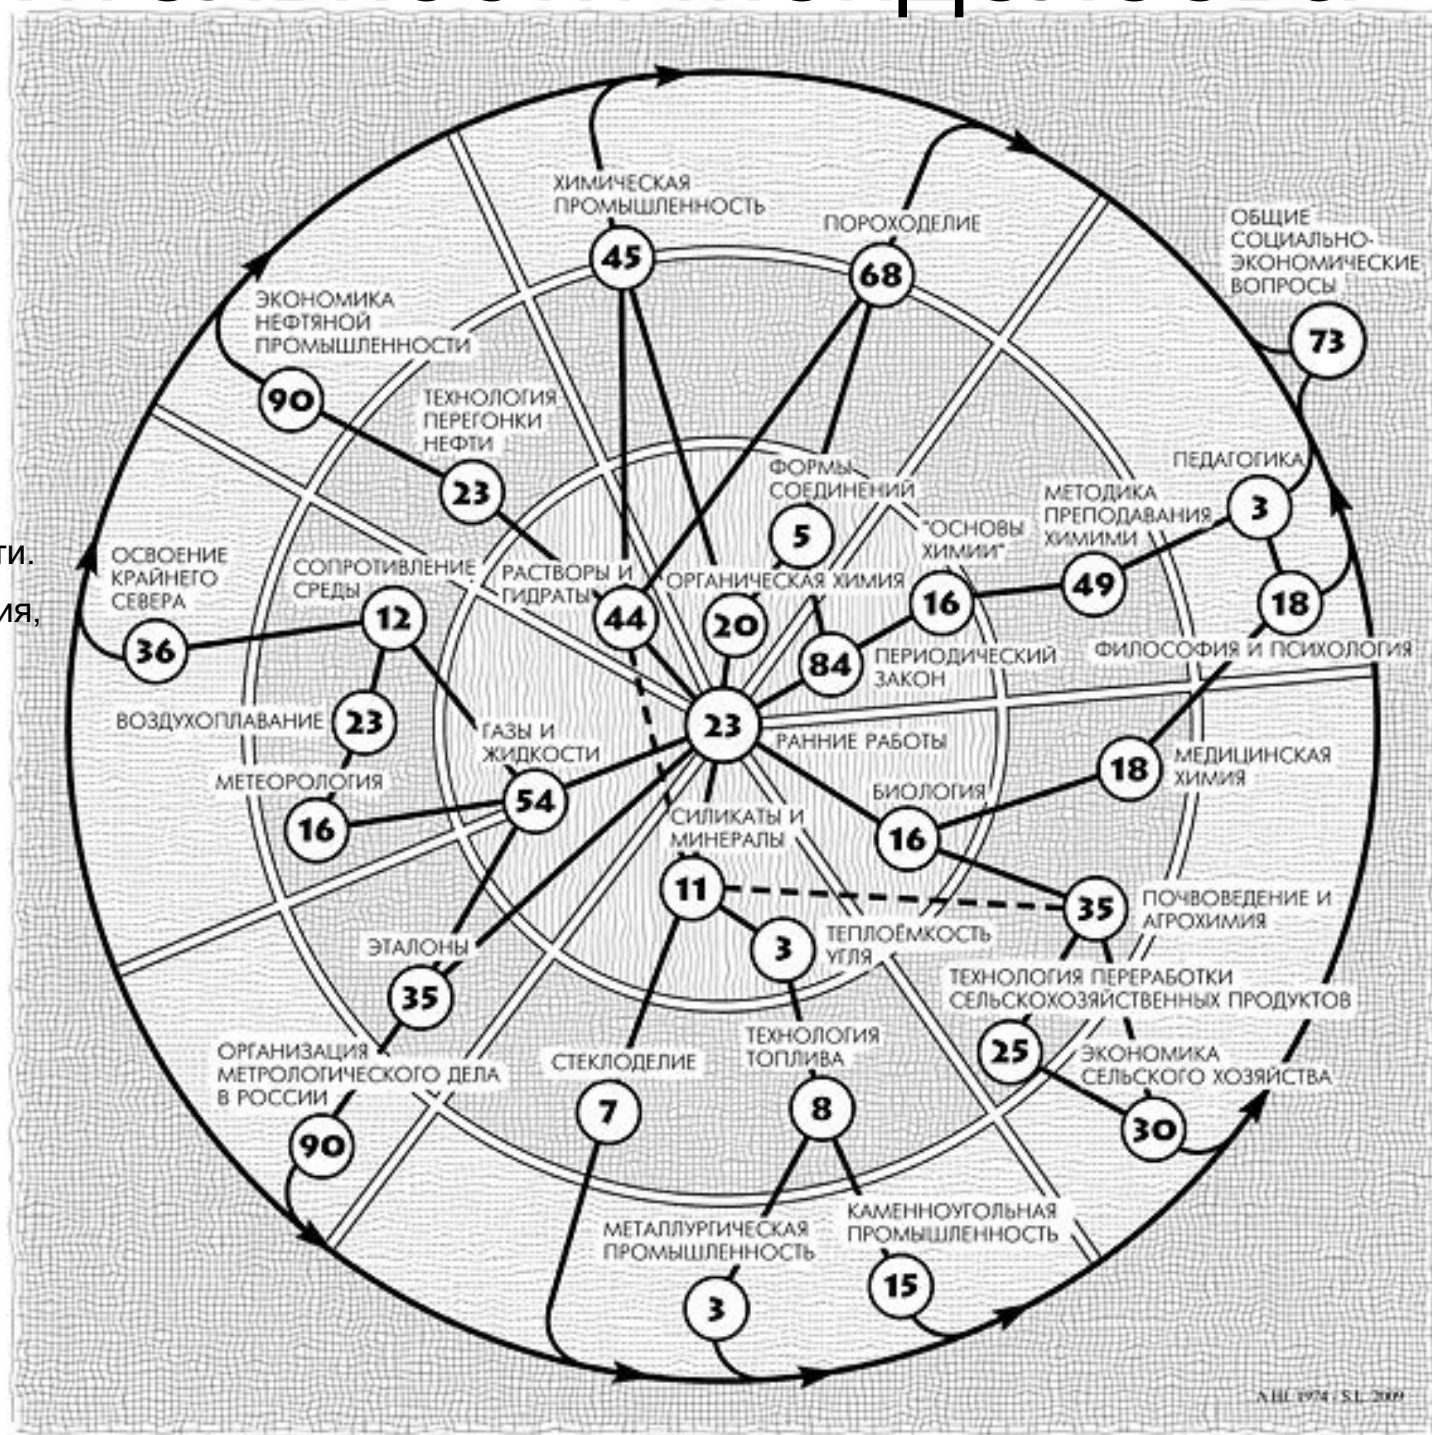 ХИМИЧЕСКАЯ
ПРОМЫШЛЕННОСТЬ
45
ПОРОХОДЕЛИЕ
68
ОБЩИЕ
СОЦИАЛЬНО-
ЭКОНОМИЧЕСКИЕ
ВОПРОСЫ
73
ЭКОНОМИКА
НЕФТЯНОЙ
ПРОМЫШЛЕННОСТИ
90
ТЕХНОЛОГИЯ
ПЕРЕГОНКИ
НЕФТИ
23
ФОРМЫ
СОЕДИНЕНИЙ
5
"ОСНОВЫ
ХИМИИ"
16
МЕТОДИКА
ПРЕПОДАВАНИЯ
ХИМИМИ
49
ПЕДАГОГИКА
3
ти.
ия,
ОСВОЕНИЕ
КРАЙНЕГО
СЕВЕРА
36
СОПРОТИВЛЕНИЕ
СРЕДЫ
12
РАСТВОРЫ И
ГИДРАТЫ
44
ОРГАНИЧЕСКАЯ ХИМИЯ
20
84
ПЕРИОДИЧЕСКИЙ
ЗАКОН
18
ФИЛОСОФИЯ И ПСИХОЛОГИЯ
ВОЗДУХОПЛАВАНИЕ
23
ГАЗЫ И
ЖИДКОСТИ
54
23
РАННИЕ РАБОТЫ
МЕТЕОРОЛОГИЯ
16
БИОЛОГИЯ
16
18
МЕДИЦИНСКАЯ
ХИМИЯ
СИЛИКАТЫ И
МИНЕРАЛЫ
11
35
ПОЧВОВЕДЕНИЕ И
АГРОХИМИЯ
ЭТАЛОНЫ
35
3
ТЕПЛОЁМКОСТЬ
УГЛЯ
ТЕХНОЛОГИЯ ПЕРЕРАБОТКИ
СЕЛЬСКОХОЗЯЙСТВЕННЫХ ПРОДУКТОВ
25
ОРГАНИЗАЦИЯ
МЕТРОЛОГИЧЕСКОГО ДЕЛА
В РОССИИ
90
СТЕКЛОДЕЛИЕ
7
ТЕХНОЛОГИЯ
ТОПЛИВА
8
ЭКОНОМИКА
СЕЛЬСКОГО ХОЗЯЙСТВА
30
МЕТАЛЛУРГИЧЕСКАЯ
ПРОМЫШЛЕННОСТЬ
3
КАМЕННОУГОЛЬНАЯ
ПРОМЫШЛЕННОСТЬ
15
1974 - S.L. 2009